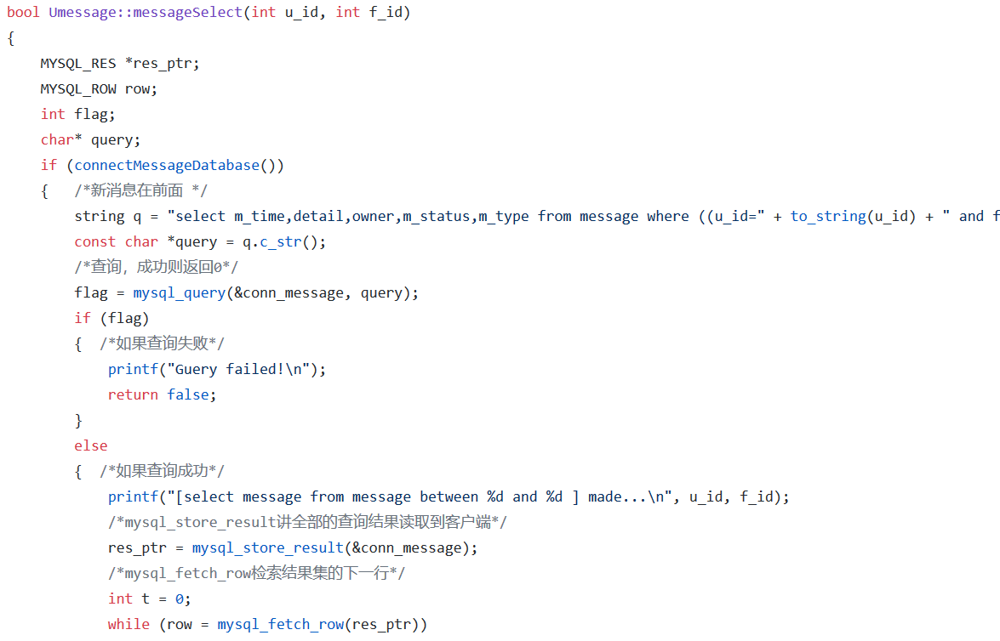 bool Umessage::messageSelect(int u_id, int f_id)
{
    MYSQL_RES *res_ptr;
    MYSQL_ROW row;
    int flag;
    char* query;
    if (connectMessageDatabase())
    {   /*新消息在前面 */
        string q = "select m_time,detail,owner,m_status,m_type from message where ((u_id=" + to_string(u_id) + " and f
        const char *query = q.c_str();
        /*查询，成功则返回0*/
        flag = mysql_query(&conn_message, query);
        if (flag)
        {  /*如果查询失败*/
            printf("Guery failed!\n");
            return false;
        }
        else
        {  /*如果查询成功*/
            printf("[select message from message between %d and %d ] made...\n", u_id, f_id);
            /*mysql_store_result讲全部的查询结果读取到客户端*/
            res_ptr = mysql_store_result(&conn_message);
            /*mysql_fetch_row检索结果集的下一行*/
            int t = 0;
            while (row = mysql_fetch_row(res_ptr))